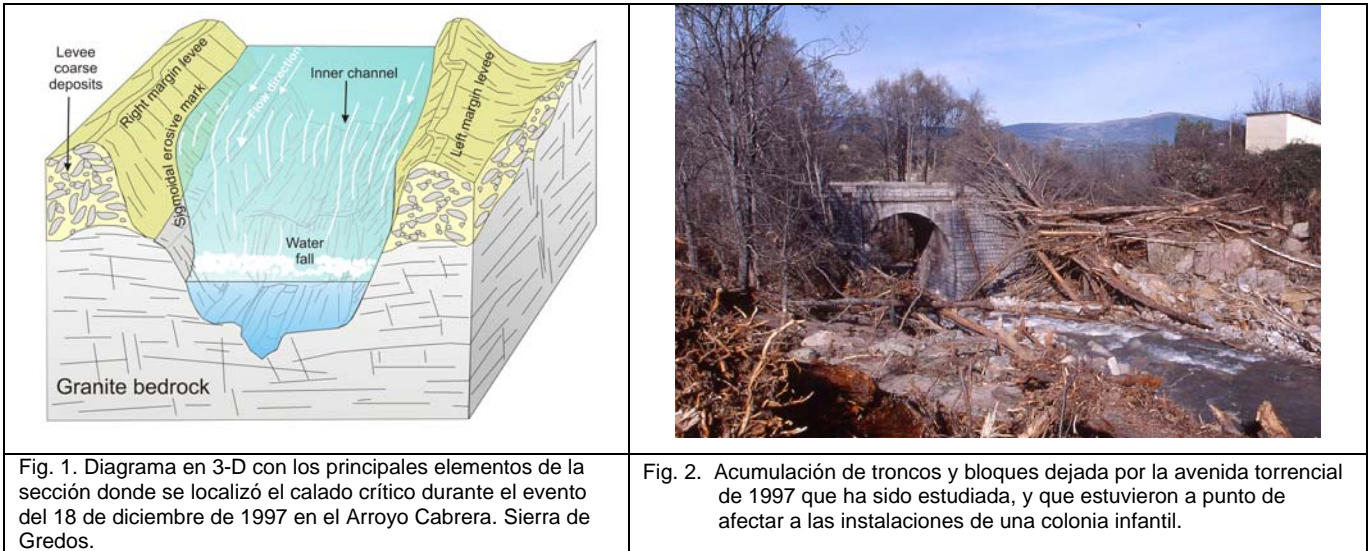 Levee
coarse
deposits
Right margin levee
Sigmoidal erosive mark
Flow direction
Inner channel
Left margin levee
Water
fall
Granite bedrock
Fig. 1. Diagrama en 3-D con los principales elementos de la
sección donde se localizó el calado crítico durante el evento
del 18 de diciembre de 1997 en el Arroyo Cabrera. Sierra de
Gredos.
Fig. 2. Acumulación de troncos y bloques dejada por la avenida torrencial
de 1997 que ha sido estudiada, y que estuvieron a punto de
afectar a las instalaciones de una colonia infantil.